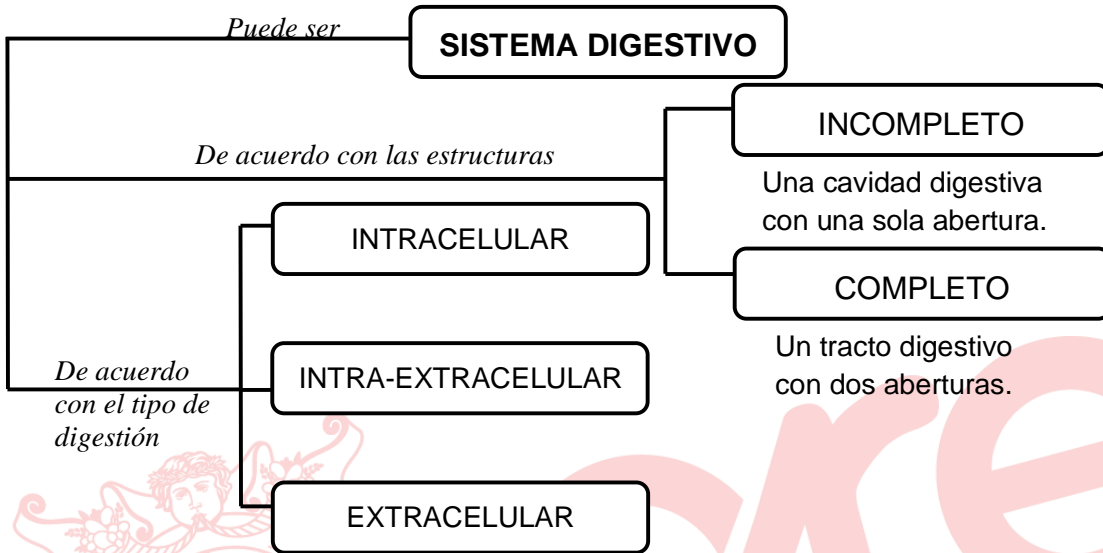 Puede ser
SISTEMA DIGESTIVO
De acuerdo con las estructuras
INCOMPLETO
Una cavidad digestiva
con una sola abertura.
COMPLETO
Un tracto digestivo
con dos aberturas.
De acuerdo
con el tipo de
digestión
INTRACELULAR
INTRA-EXTRACELULAR
EXTRACELULAR